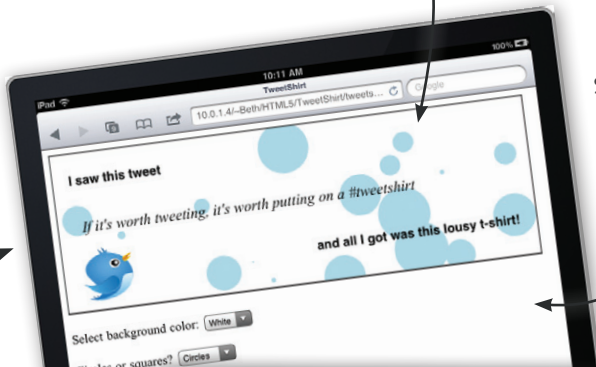 iPad
10:11 AM
100%
TweetShirt
10.0.1.4/~Beth/HTML5/TweetShirt/tweets...
Google
I saw this tweet
If it's worth tweeting, it's worth putting on a #tweetshirt
and all I got was this lousy t-shirt!
Select background color: White
or squares? Circles